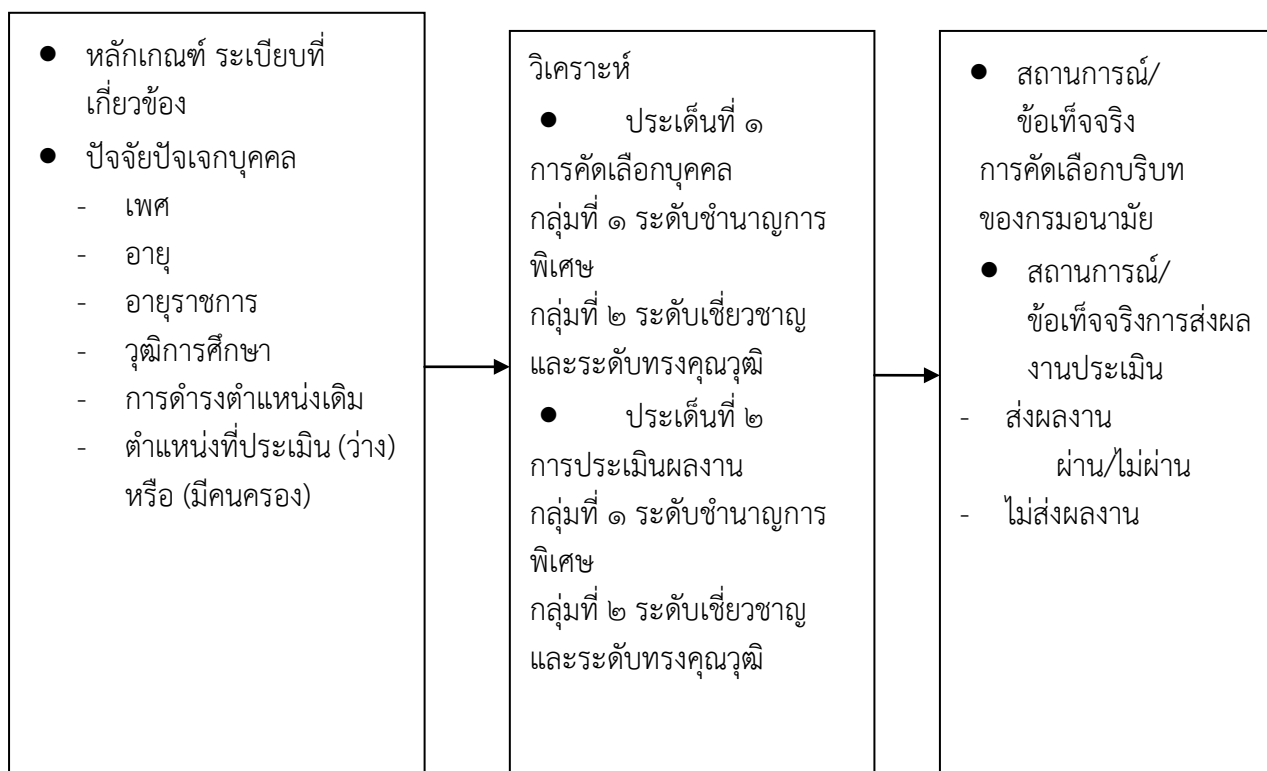 ● หลักเกณฑ์ ระเบียบที่
เกี่ยวข้อง
● ปัจจัยปัจเจกบุคคล
- เพศ
- อายุ
- อายุราชการ
- วุฒิการศึกษา
- การดำรงตำแหน่งเดิม
- ตำแหน่งที่ประเมิน (ว่าง)
หรือ (มีคนครอง)
วิเคราะห์
● ประเด็นที่ ๑
การคัดเลือกบุคคล
กลุ่มที่ ๑ ระดับชำนาญการ
พิเศษ
กลุ่มที่ ๒ ระดับเชี่ยวชาญ
และระดับทรงคุณวุฒิ
● ประเด็นที่ ๒
การประเมินผลงาน
กลุ่มที่ ๑ ระดับชำนาญการ
พิเศษ
กลุ่มที่ ๒ ระดับเชี่ยวชาญ
และระดับทรงคุณวุฒิ
● สถานการณ์/
ข้อเท็จจริง
การคัดเลือกบริบท
ของกรมอนามัย
● สถานการณ์/
ข้อเท็จจริงการส่งผล
งานประเมิน
- ส่งผลงาน
ผ่าน/ไม่ผ่าน
- ไม่ส่งผลงาน